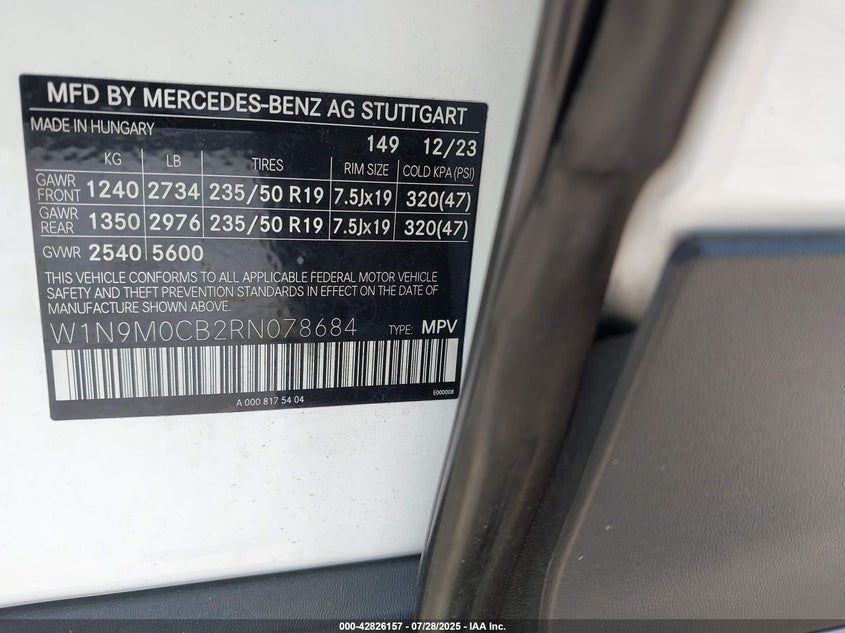 MFD BY MERCEDES-BENZ AG STUTTGART
MADE IN HUNGARY
149 12/23
KG LB TIRES RIM SIZE COLD KPA (PSI)
GAWR FRONT 1240 2734 235/50 R19 7.5Jx19 320(47)
GAWR REAR 1350 2976 235/50 R19 7.5Jx19 320(47)
GVWR 2540 5600
THIS VEHICLE CONFORMS TO ALL APPLICABLE FEDERAL MOTOR VEHICLE
SAFETY AND THEFT PREVENTION STANDARDS IN EFFECT ON THE DATE OF
MANUFACTURE SHOWN ABOVE.
W1N9M0CB2RN078684 TYPE: MPV
A 000 817 54 04 E000008
000-42826157 - 07/28/2025 - IAA Inc.